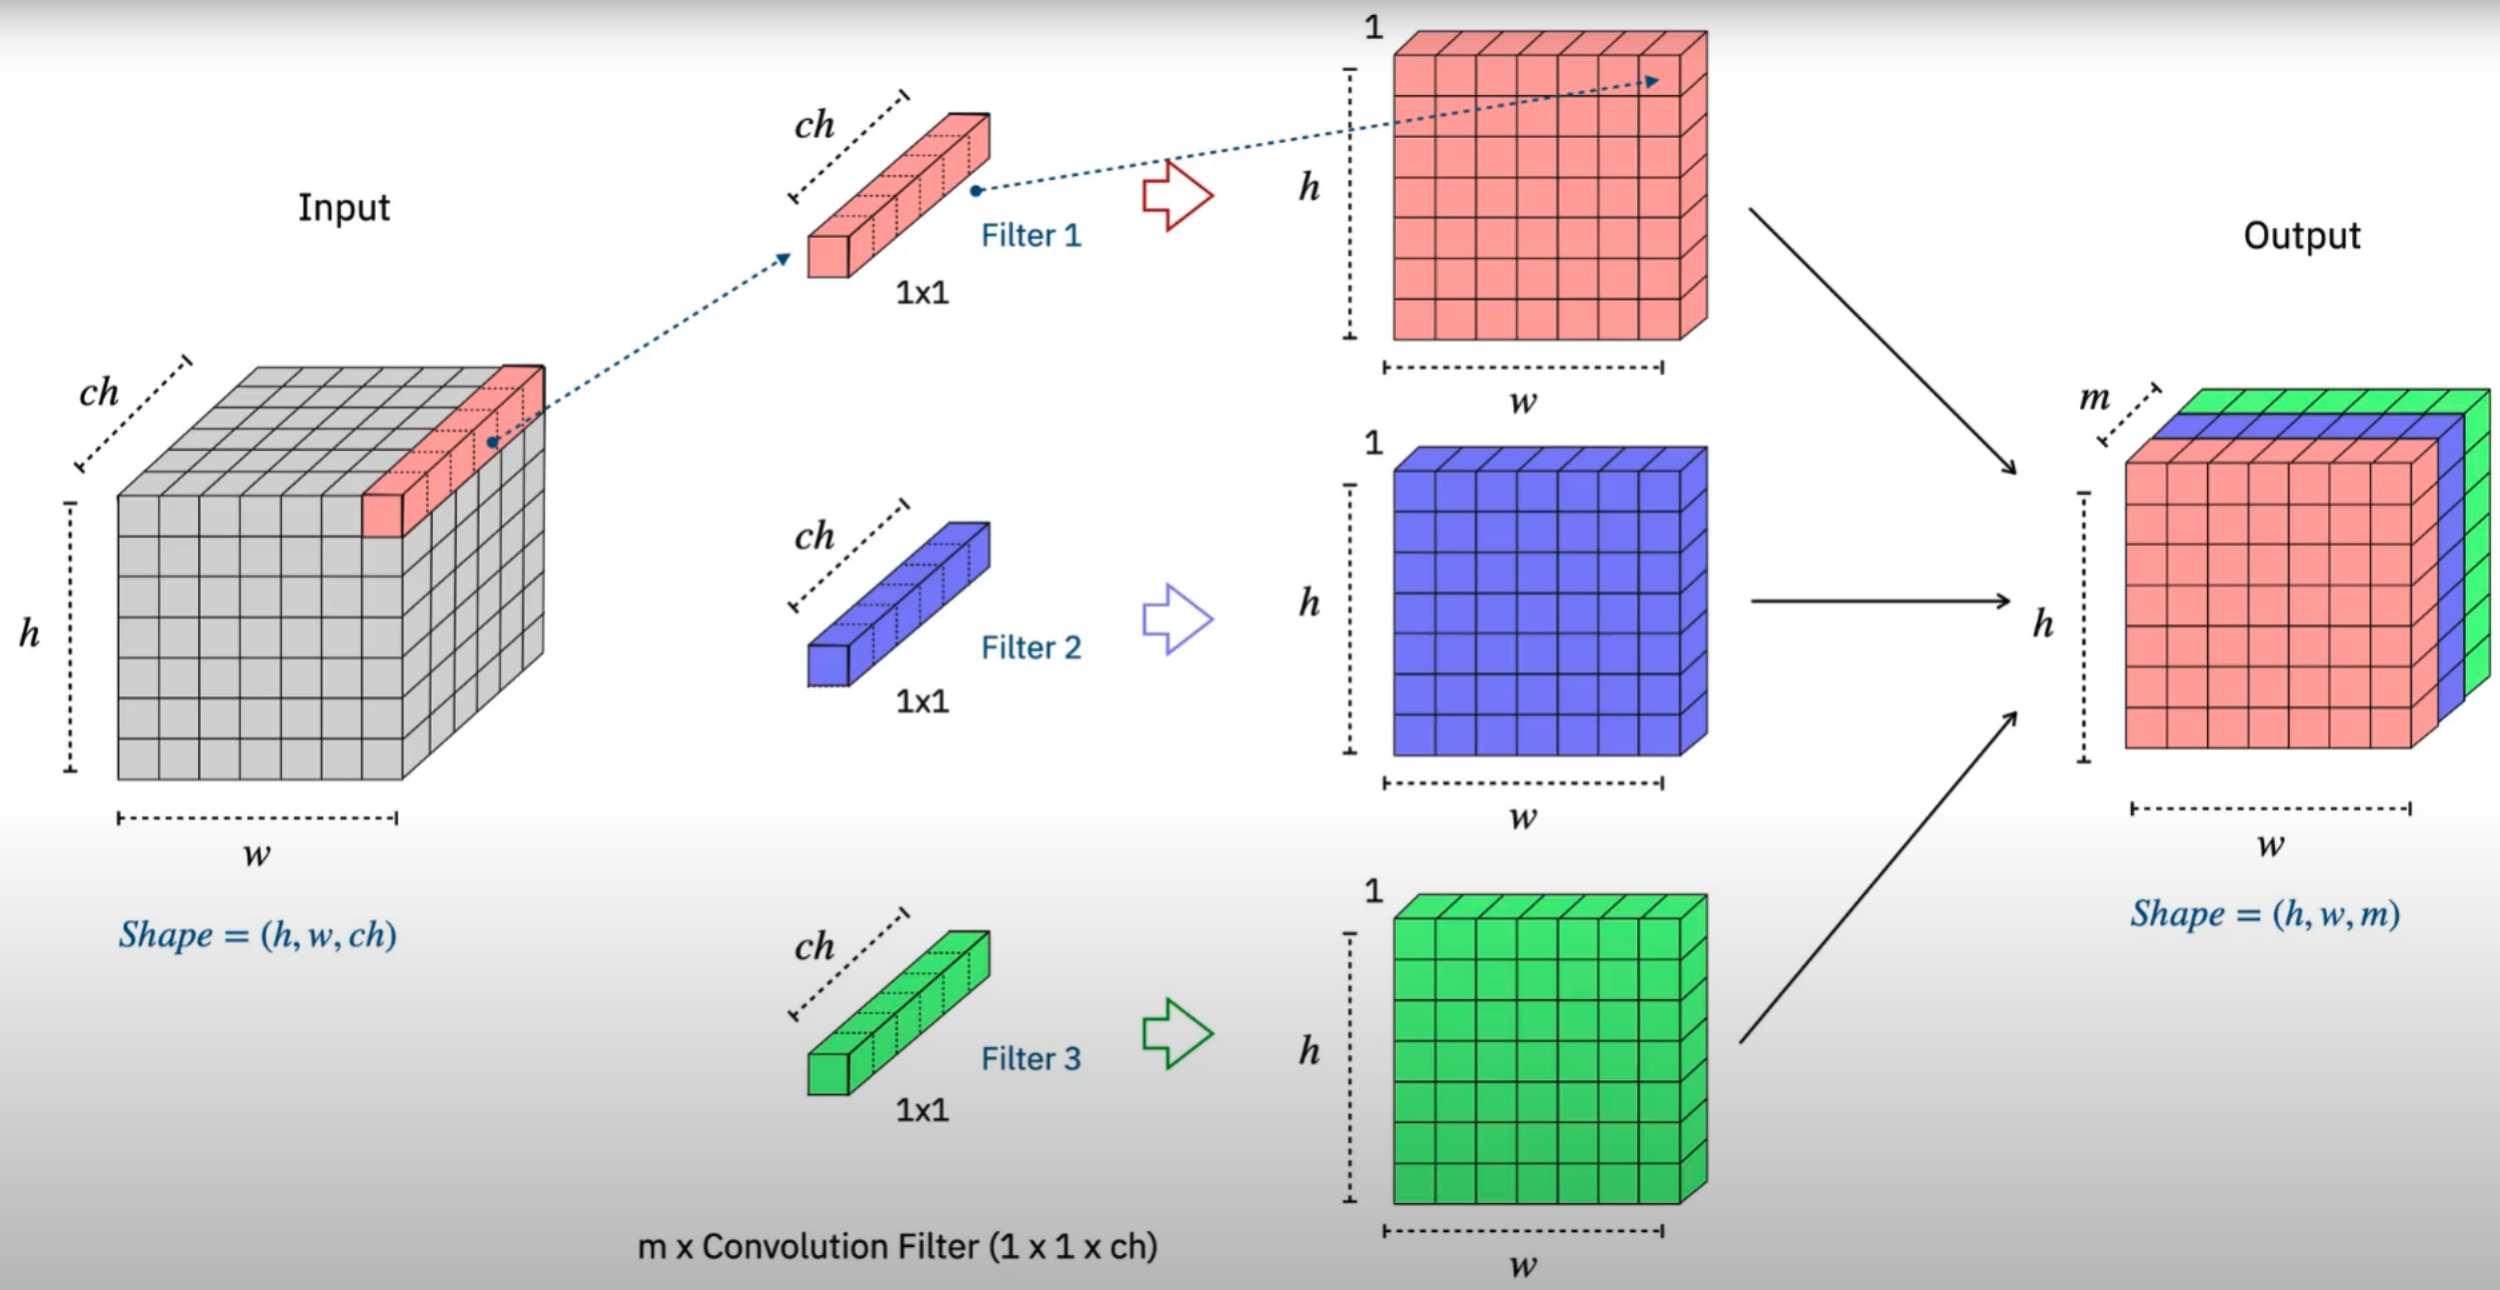 Input
ch
h
w
Shape = (h, w, ch)
ch
Filter 1
1x1
ch
Filter 2
1x1
ch
Filter 3
1x1
m x Convolution Filter (1 x 1 x ch)
1
h
w
1
h
w
1
h
w
Output
m
h
w
Shape = (h, w, m)